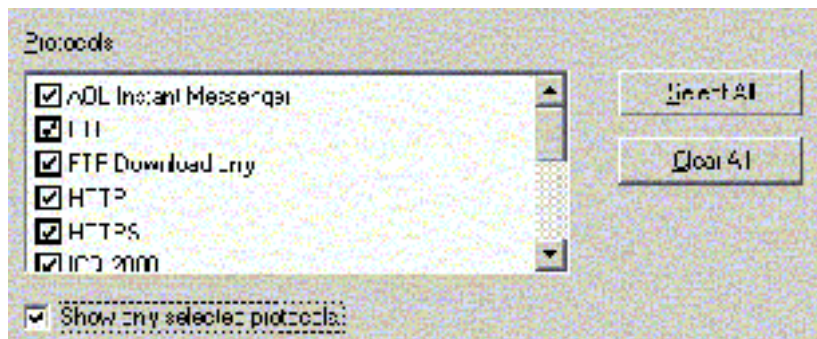 Protocols
AOL Instant Messenger
Select All
FTP
FTP Download only
Clear All
HTTP
HTTPS
ICQ 2000
Show only selected protocols.